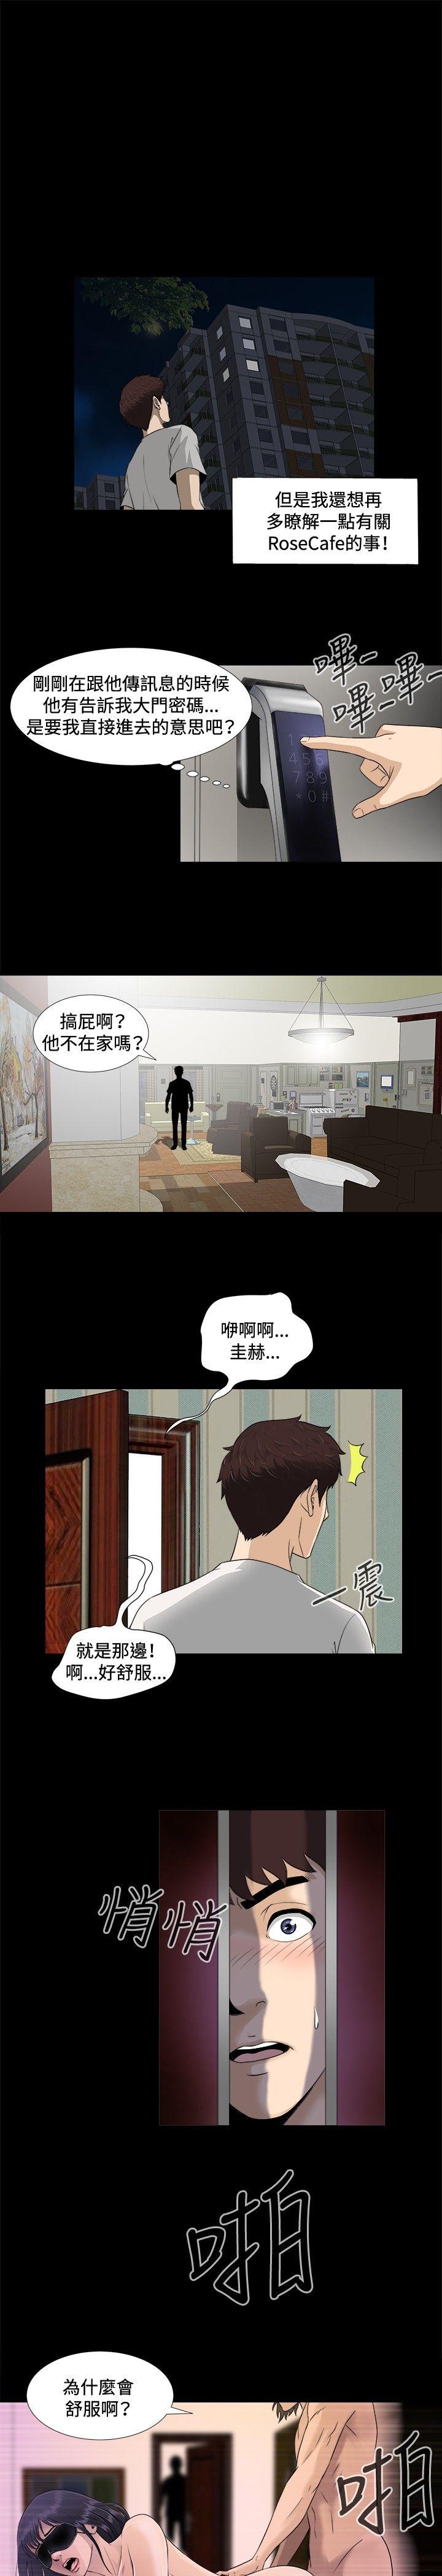 但是我還想再
多瞭解一點有關
RoseCafe的事!
嗶-
嗶-
嗶-
剛剛在跟他傳訊息的時候
他有告訴我大門密碼...
是要我直接進去的意思吧?
1
456
789
*0#
搞屁啊?
他不在家嗎?
咿啊啊...
圭赫...
一震
就是那邊!
啊...好舒服...
悄悄
啪
為什麼會
舒服啊?
啪